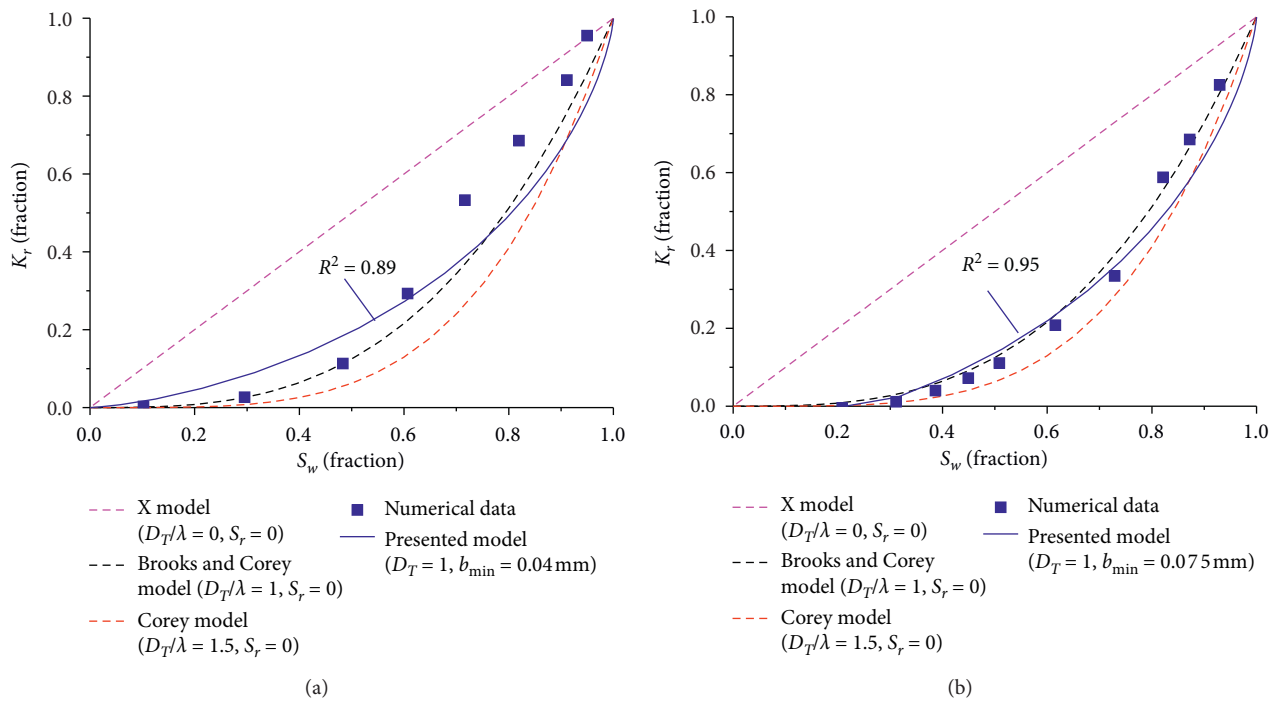 1.0
0.8
0.6
0.4
0.2
0.0
K_r (fraction)
R² = 0.89
0.0 0.2 0.4 0.6 0.8 1.0
S_w (fraction)
X model
(D_T/λ = 0, S_r = 0)
Brooks and Corey
model (D_T/λ = 1, S_r = 0)
Corey model
(D_T/λ = 1.5, S_r = 0)
Numerical data
Presented model
(D_T = 1, b_min = 0.04 mm)
(a)
1.0
0.8
0.6
0.4
0.2
0.0
K_r (fraction)
R² = 0.95
0.0 0.2 0.4 0.6 0.8 1.0
S_w (fraction)
X model
(D_T/λ = 0, S_r = 0)
Brooks and Corey
model (D_T/λ = 1, S_r = 0)
Corey model
(D_T/λ = 1.5, S_r = 0)
Numerical data
Presented model
(D_T = 1, b_min = 0.075 mm)
(b)